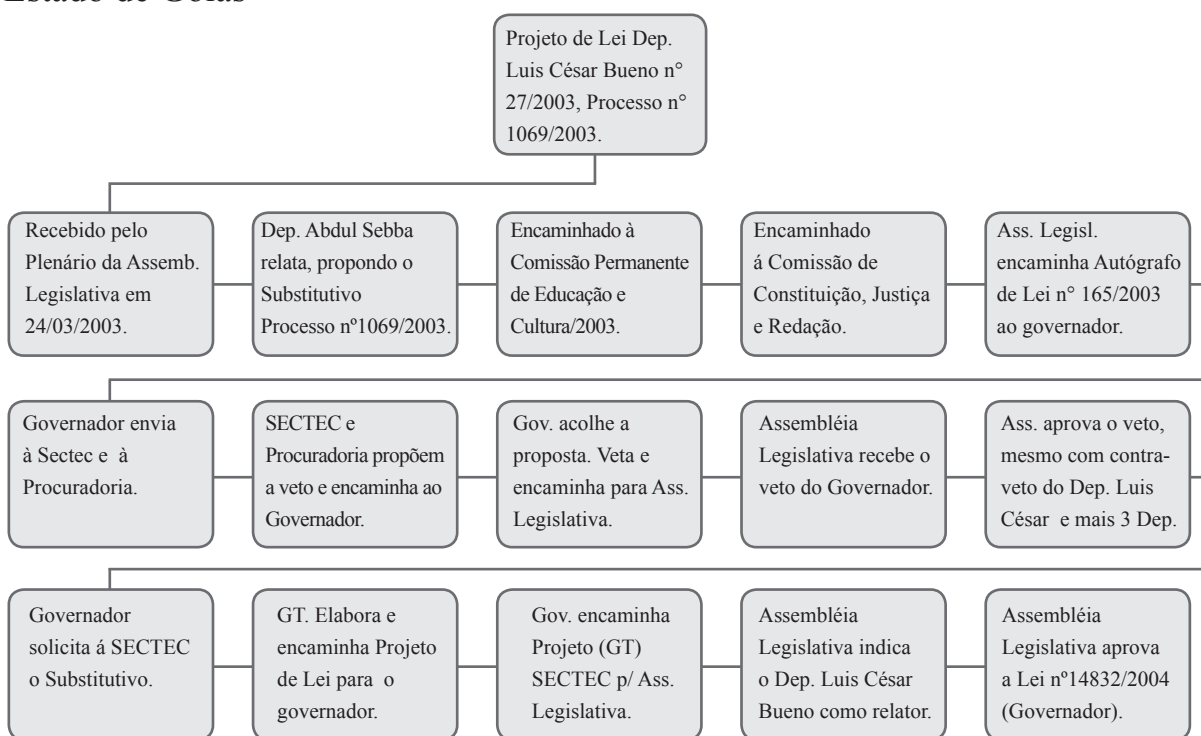 Projeto de Lei Dep.
Luis César Bueno n°
27/2003, Processo n°
1069/2003.
Recebido pelo
Plenário da Assemb.
Legislativa em
24/03/2003.
Dep. Abdul Sebba
relata, propondo o
Substitutivo
Processo nº1069/2003.
Encaminhado à
Comissão Permanente
de Educação e
Cultura/2003.
Encaminhado
á Comissão de
Constituição, Justiça
e Redação.
Ass. Legisl.
encaminha Autógrafo
de Lei n° 165/2003
ao governador.
Governador envia
à Sectec e à
Procuradoria.
SECTEC e
Procuradoria propõem
a veto e encaminha ao
Governador.
Gov. acolhe a
proposta. Veta e
encaminha para Ass.
Legislativa.
Assembléia
Legislativa recebe o
veto do Governador.
Ass. aprova o veto,
mesmo com contra-
veto do Dep. Luis
César e mais 3 Dep.
Governador
solicita á SECTEC
o Substitutivo.
GT. Elabora e
encaminha Projeto
de Lei para o
governador.
Gov. encaminha
Projeto (GT)
SECTEC p/ Ass.
Legislativa.
Assembléia
Legislativa indica
o Dep. Luis César
Bueno como relator.
Assembléia
Legislativa aprova
a Lei nº14832/2004
(Governador).